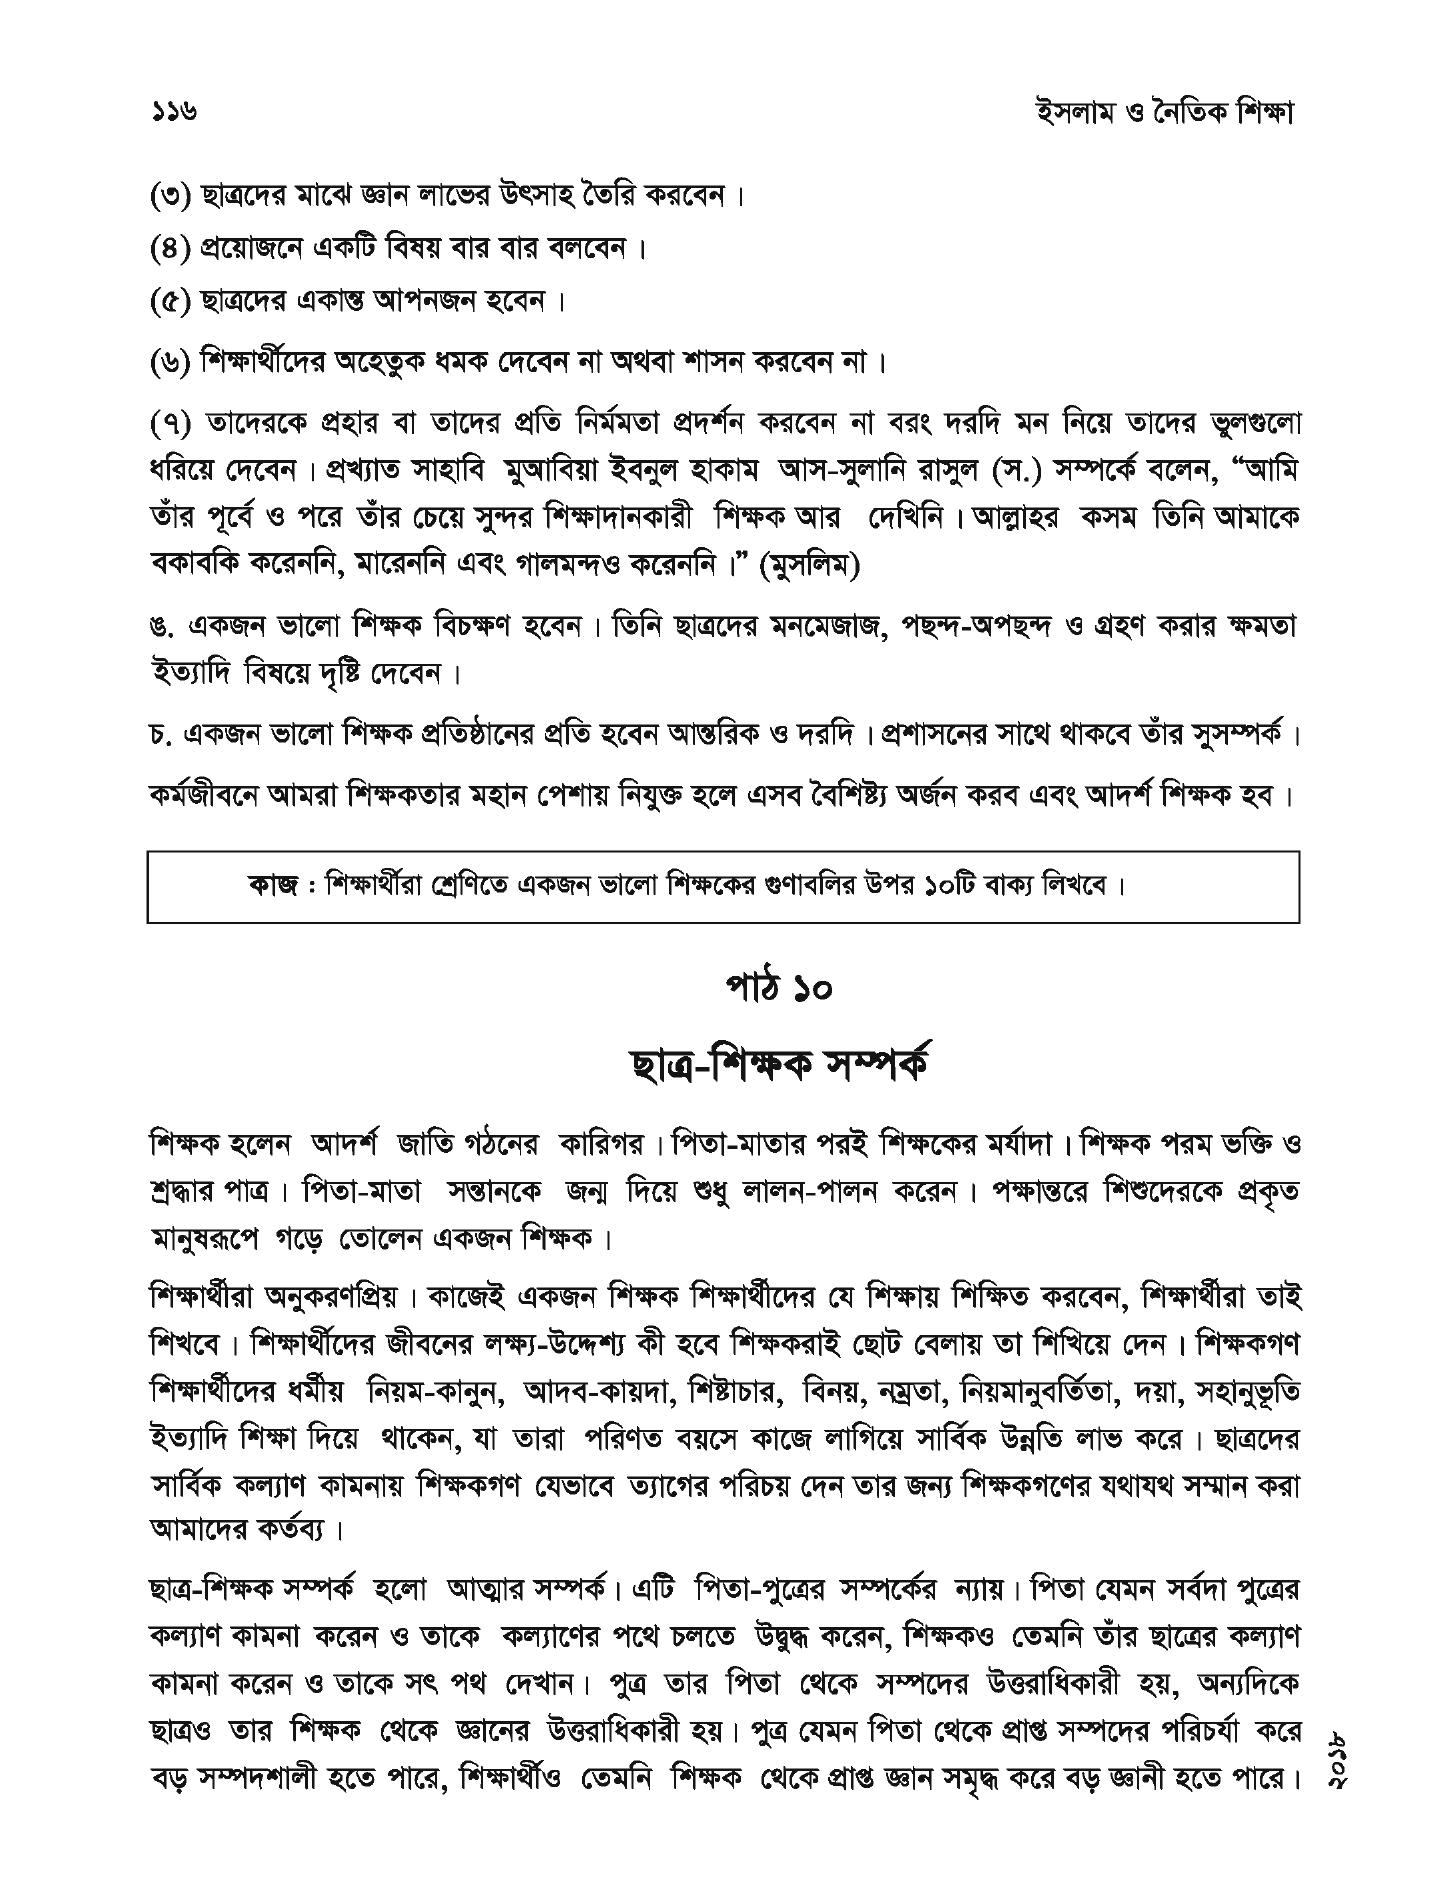 ১১৬
ইসলাম ও নৈতিক শিক্ষা
(৩) ছাত্রদের মাঝে জ্ঞান লাভের উৎসাহ তৈরি করবেন।
(৪) প্রয়োজনে একটি বিষয় বার বার বলবেন।
(৫) ছাত্রদের একান্ত আপনজন হবেন।
(৬) শিক্ষার্থীদের অহেতুক ধমক দেবেন না অথবা শাসন করবেন না।
(৭) তাদেরকে প্রহার বা তাদের প্রতি নির্মমতা প্রদর্শন করবেন না বরং দরদি মন নিয়ে তাদের ভুলগুলো
ধরিয়ে দেবেন। প্রখ্যাত সাহাবি মুআবিয়া ইবনুল হাকাম আস-সুলানি রাসুল (স.) সম্পর্কে বলেন, “আমি
তাঁর পূর্বে ও পরে তাঁর চেয়ে সুন্দর শিক্ষাদানকারী শিক্ষক আর দেখিনি। আল্লাহর কসম তিনি আমাকে
বকাবকি করেননি, মারেননি এবং গালমন্দও করেননি।” (মুসলিম)
ঙ. একজন ভালো শিক্ষক বিচক্ষণ হবেন। তিনি ছাত্রদের মনমেজাজ, পছন্দ-অপছন্দ ও গ্রহণ করার ক্ষমতা
ইত্যাদি বিষয়ে দৃষ্টি দেবেন।
চ. একজন ভালো শিক্ষক প্রতিষ্ঠানের প্রতি হবেন আন্তরিক ও দরদি। প্রশাসনের সাথে থাকবে তাঁর সুসম্পর্ক।
কর্মজীবনে আমরা শিক্ষকতার মহান পেশায় নিযুক্ত হলে এসব বৈশিষ্ট্য অর্জন করব এবং আদর্শ শিক্ষক হব।
কাজ : শিক্ষার্থীরা শ্রেণিতে একজন ভালো শিক্ষকের গুণাবলির উপর ১০টি বাক্য লিখবে।
পাঠ ১০
ছাত্র-শিক্ষক সম্পর্ক
শিক্ষক হলেন আদর্শ জাতি গঠনের কারিগর। পিতা-মাতার পরই শিক্ষকের মর্যাদা। শিক্ষক পরম ভক্তি ও
শ্রদ্ধার পাত্র। পিতা-মাতা সন্তানকে জন্ম দিয়ে শুধু লালন-পালন করেন। পক্ষান্তরে শিশুদেরকে প্রকৃত
মানুষরূপে গড়ে তোলেন একজন শিক্ষক।
শিক্ষার্থীরা অনুকরণপ্রিয়। কাজেই একজন শিক্ষক শিক্ষার্থীদের যে শিক্ষায় শিক্ষিত করবেন, শিক্ষার্থীরা তাই
শিখবে। শিক্ষার্থীদের জীবনের লক্ষ্য-উদ্দেশ্য কী হবে শিক্ষকরাই ছোট বেলায় তা শিখিয়ে দেন। শিক্ষকগণ
শিক্ষার্থীদের ধর্মীয় নিয়ম-কানুন, আদব-কায়দা, শিষ্টাচার, বিনয়, নম্রতা, নিয়মানুবর্তিতা, দয়া, সহানুভূতি
ইত্যাদি শিক্ষা দিয়ে থাকেন, যা তারা পরিণত বয়সে কাজে লাগিয়ে সার্বিক উন্নতি লাভ করে। ছাত্রদের
সার্বিক কল্যাণ কামনায় শিক্ষকগণ যেভাবে ত্যাগের পরিচয় দেন তার জন্য শিক্ষকগণের যথাযথ সম্মান করা
আমাদের কর্তব্য।
ছাত্র-শিক্ষক সম্পর্ক হলো আত্মার সম্পর্ক। এটি পিতা-পুত্রের সম্পর্কের ন্যায়। পিতা যেমন সর্বদা পুত্রের
কল্যাণ কামনা করেন ও তাকে কল্যাণের পথে চলতে উদ্বুদ্ধ করেন, শিক্ষকও তেমনি তাঁর ছাত্রের কল্যাণ
কামনা করেন ও তাকে সৎ পথ দেখান। পুত্র তার পিতা থেকে সম্পদের উত্তরাধিকারী হয়, অন্যদিকে
ছাত্রও তার শিক্ষক থেকে জ্ঞানের উত্তরাধিকারী হয়। পুত্র যেমন পিতা থেকে প্রাপ্ত সম্পদের পরিচর্যা করে
বড় সম্পদশালী হতে পারে, শিক্ষার্থীও তেমনি শিক্ষক থেকে প্রাপ্ত জ্ঞান সমৃদ্ধ করে বড় জ্ঞানী হতে পারে।
২০১৮